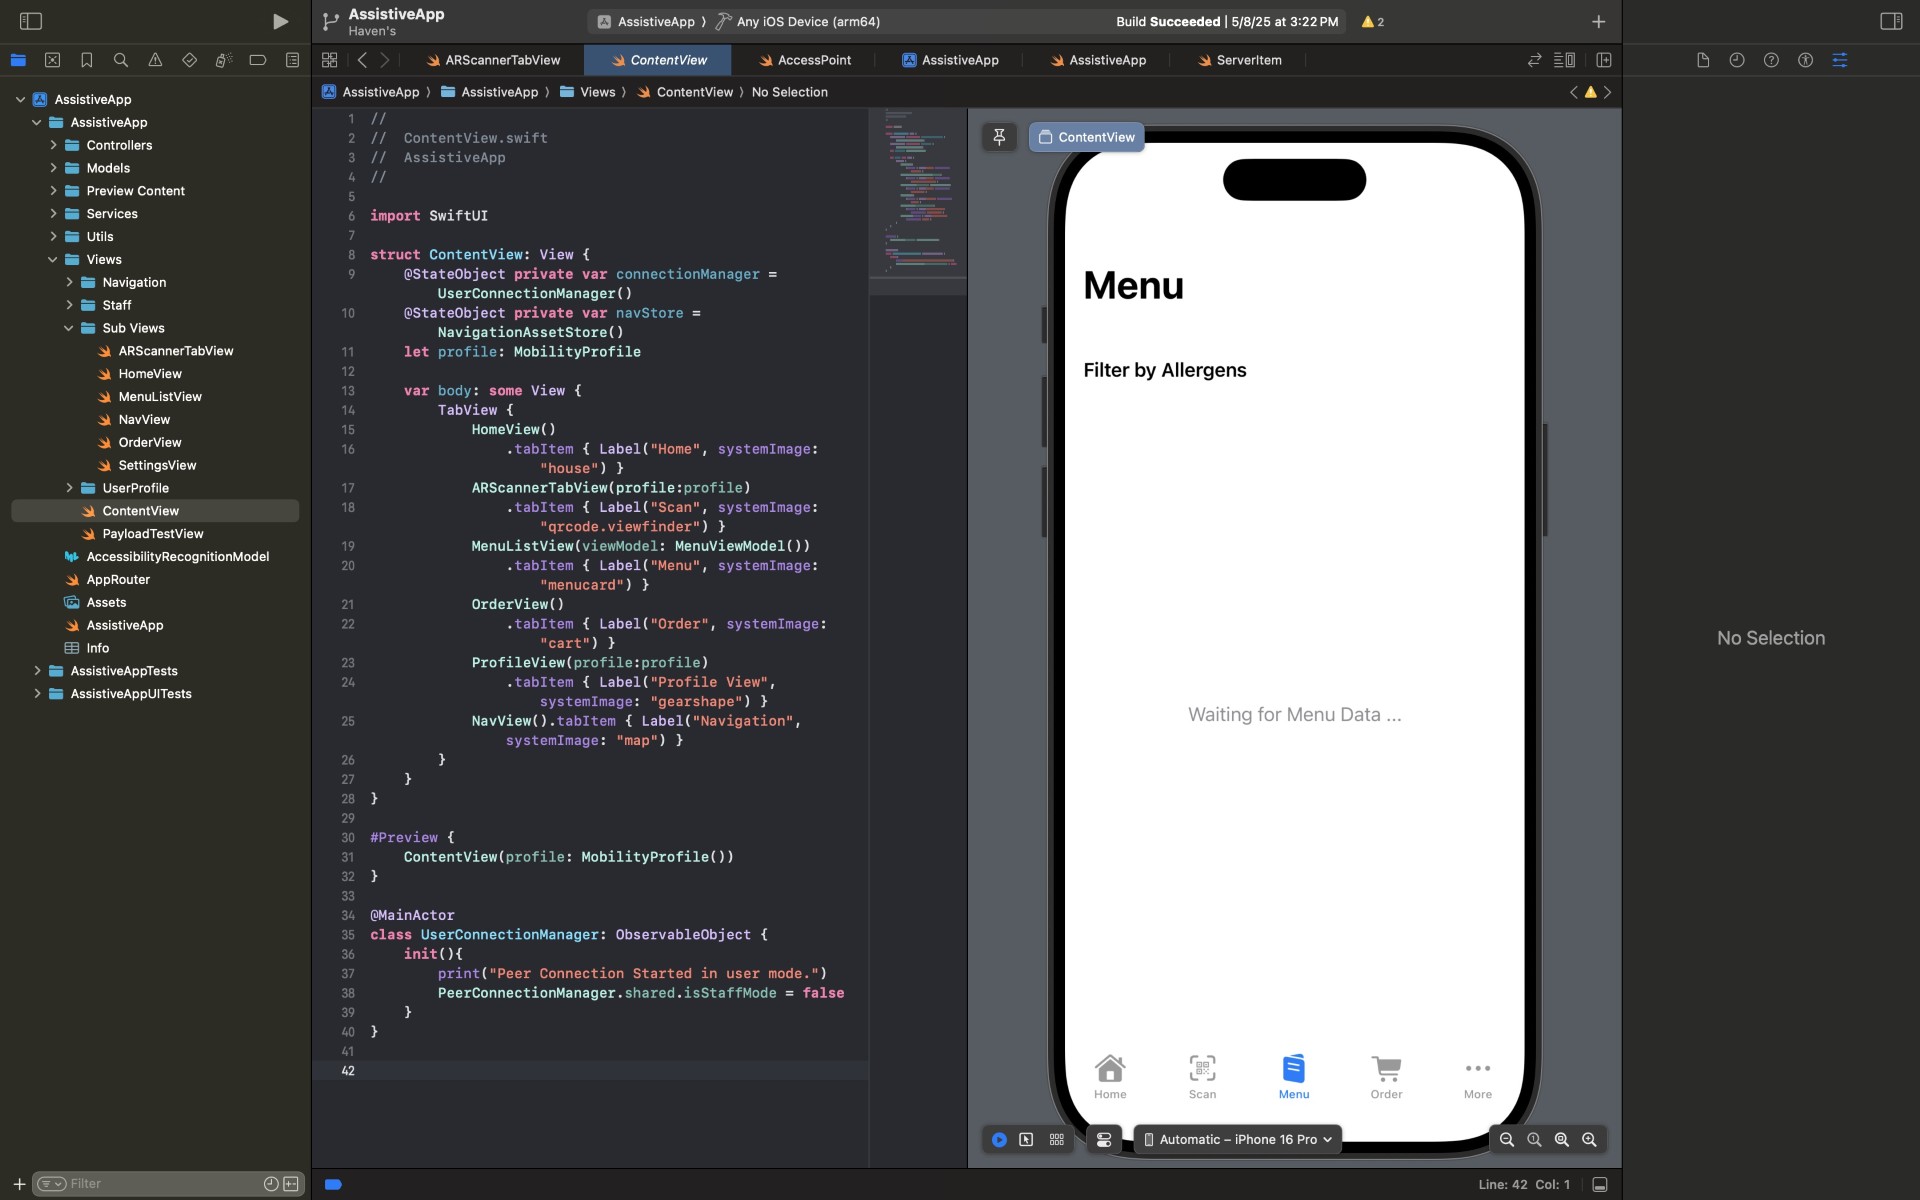 AssistiveApp
Haven's
AssistiveApp 〉 Any iOS Device (arm64)
Build Succeeded | 5/8/25 at 3:22 PM
2
ARScannerTabView
ContentView
AccessPoint
AssistiveApp
AssistiveApp
ServerItem
AssistiveApp 〉 AssistiveApp 〉 Views 〉 ContentView 〉 No Selection
AssistiveApp
AssistiveApp
Controllers
Models
Preview Content
Services
Utils
Views
Navigation
Staff
Sub Views
ARScannerTabView
HomeView
MenuListView
NavView
OrderView
SettingsView
UserProfile
ContentView
PayloadTestView
AccessibilityRecognitionModel
AppRouter
Assets
AssistiveApp
Info
AssistiveAppTests
AssistiveAppUITests
Filter
1 //
2 //  ContentView.swift
3 //  AssistiveApp
4 //
5
6 import SwiftUI
7
8 struct ContentView: View {
9     @StateObject private var connectionManager =
        UserConnectionManager()
10     @StateObject private var navStore =
        NavigationAssetStore()
11     let profile: MobilityProfile
12
13     var body: some View {
14         TabView {
15             HomeView()
16                 .tabItem { Label("Home", systemImage:
                    "house") }
17             ARScannerTabView(profile:profile)
18                 .tabItem { Label("Scan", systemImage:
                    "qrcode.viewfinder") }
19             MenuListView(viewModel: MenuViewModel())
20                 .tabItem { Label("Menu", systemImage:
                    "menucard") }
21             OrderView()
22                 .tabItem { Label("Order", systemImage:
                    "cart") }
23             ProfileView(profile:profile)
24                 .tabItem { Label("Profile View",
                    systemImage: "gearshape") }
25             NavView().tabItem { Label("Navigation",
                systemImage: "map") }
26         }
27     }
28 }
29
30 #Preview {
31     ContentView(profile: MobilityProfile())
32 }
33
34 @MainActor
35 class UserConnectionManager: ObservableObject {
36     init(){
37         print("Peer Connection Started in user mode.")
38         PeerConnectionManager.shared.isStaffMode = false
39     }
40 }
41
42
ContentView
Menu
Filter by Allergens
Waiting for Menu Data ...
Home
Scan
Menu
Order
More
Automatic – iPhone 16 Pro
No Selection
Line: 42  Col: 1